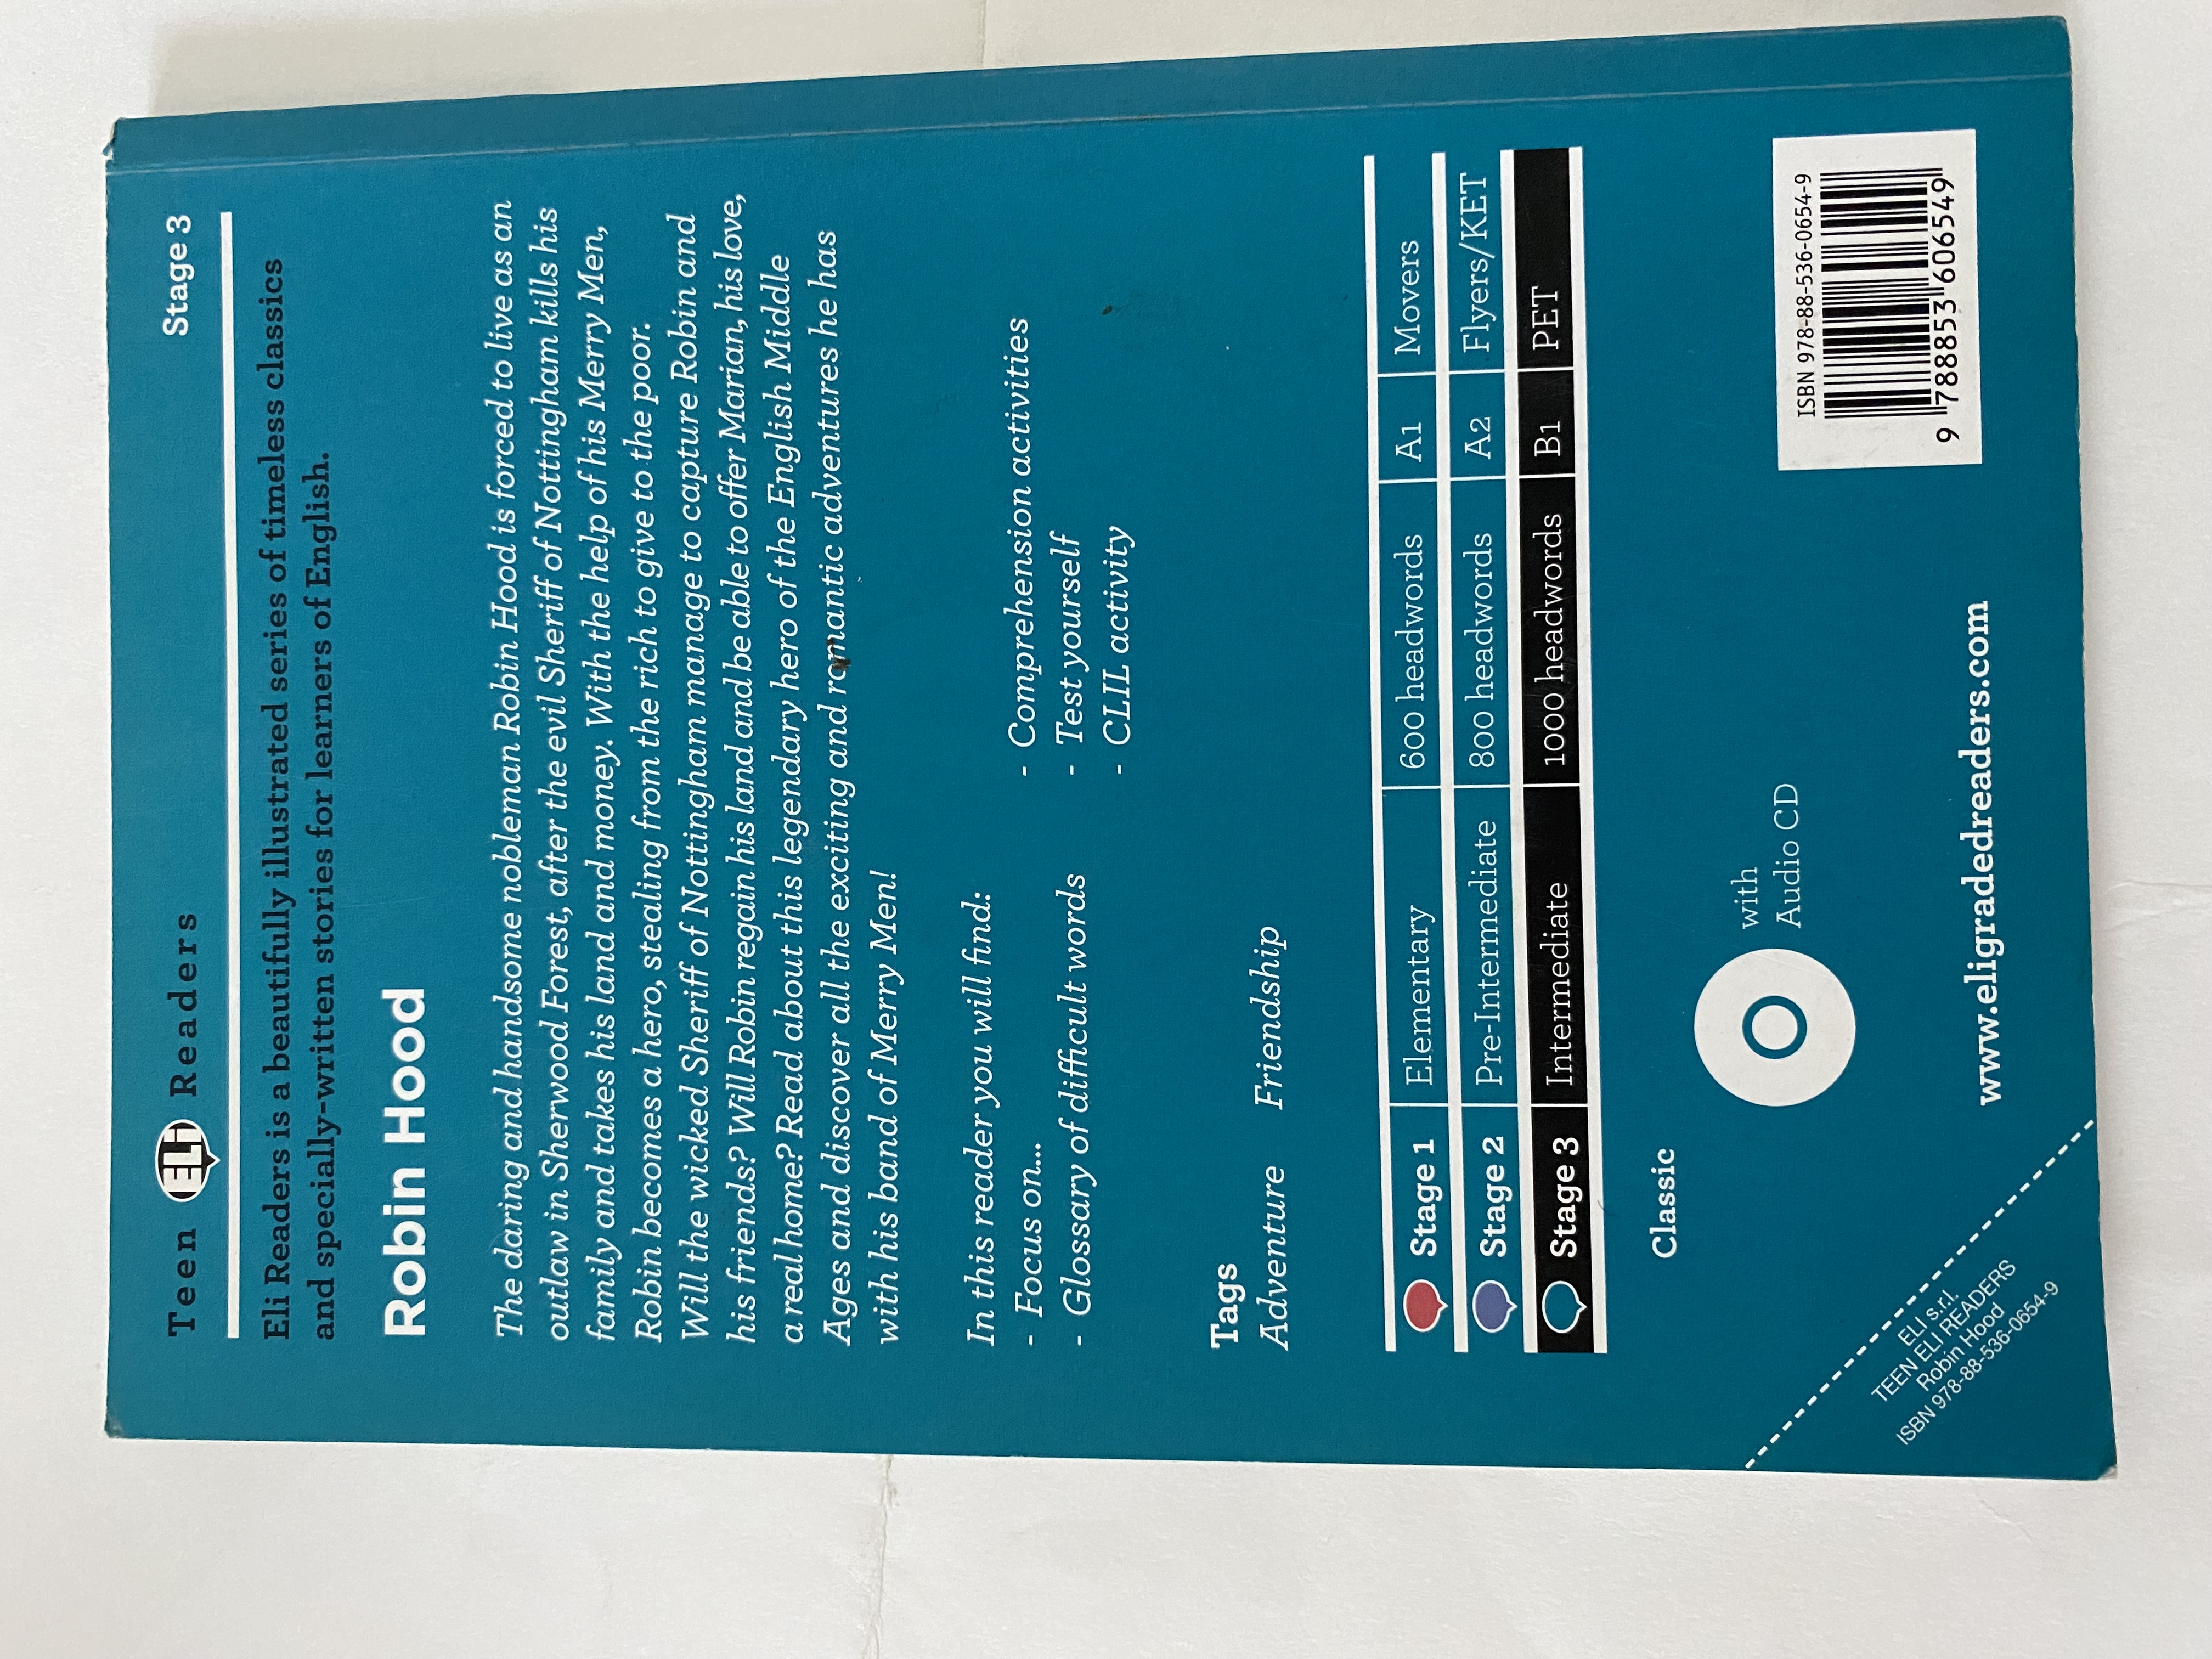 Teen ELi Readers
Stage 3
Eli Readers is a beautifully illustrated series of timeless classics
and specially-written stories for learners of English.
Robin Hood
The daring and handsome nobleman Robin Hood is forced to live as an
outlaw in Sherwood Forest, after the evil Sheriff of Nottingham kills his
family and takes his land and money. With the help of his Merry Men,
Robin becomes a hero, stealing from the rich to give to the poor.
Will the wicked Sheriff of Nottingham manage to capture Robin and
his friends? Will Robin regain his land and be able to offer Marian, his love,
a real home? Read about this legendary hero of the English Middle
Ages and discover all the exciting and romantic adventures he has
with his band of Merry Men!
In this reader you will find:
- Focus on...
- Glossary of difficult words
- Comprehension activities
- Test yourself
- CLIL activity
Tags
Adventure Friendship
Stage 1 Elementary 600 headwords A1 Movers
Stage 2 Pre-Intermediate 800 headwords A2 Flyers/KET
Stage 3 Intermediate 1000 headwords B1 PET
Classic
with
Audio CD
ISBN 978-88-536-0654-9
9 788853 606549
www.eligradedreaders.com
ELI s.r.l.
TEEN ELI READERS
Robin Hood
ISBN 978-88-536-0654-9